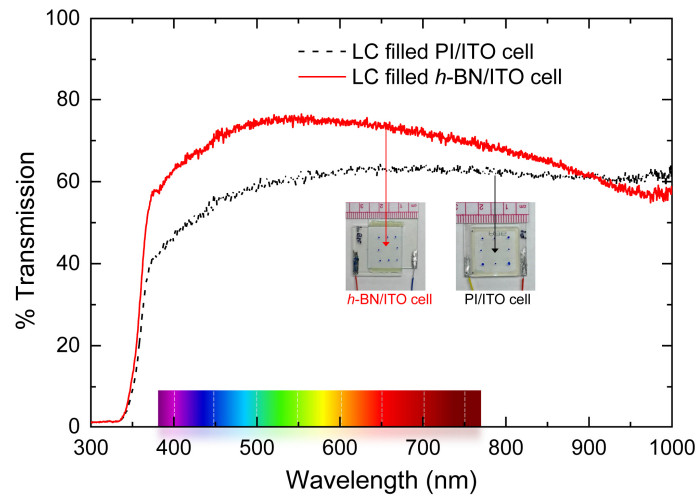 100
80
60
40
20
0
% Transmission
LC filled PI/ITO cell
LC filled h-BN/ITO cell
h-BN/ITO cell
PI/ITO cell
300
400
500
600
700
800
900
1000
Wavelength (nm)